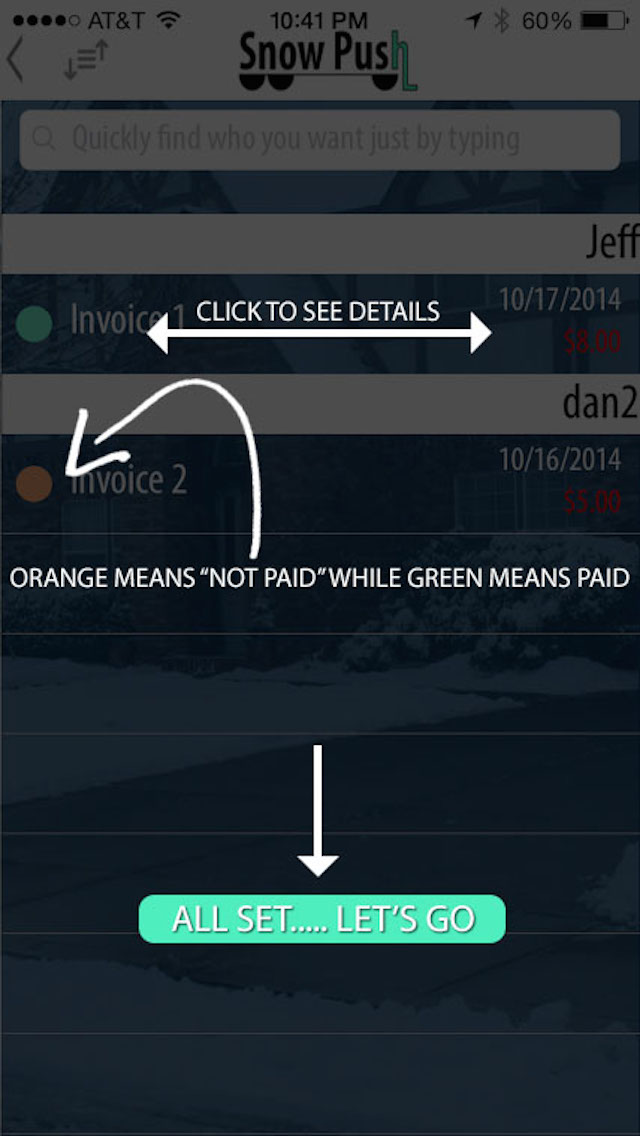 AT&T 10:41 PM 60%
Snow Push
Quickly find who you want just by typing
Jeff
Invoice 1 CLICK TO SEE DETAILS 10/17/2014
$8.00
dan2
Invoice 2 10/16/2014
$5.00
ORANGE MEANS “NOT PAID” WHILE GREEN MEANS PAID
ALL SET..... LET’S GO